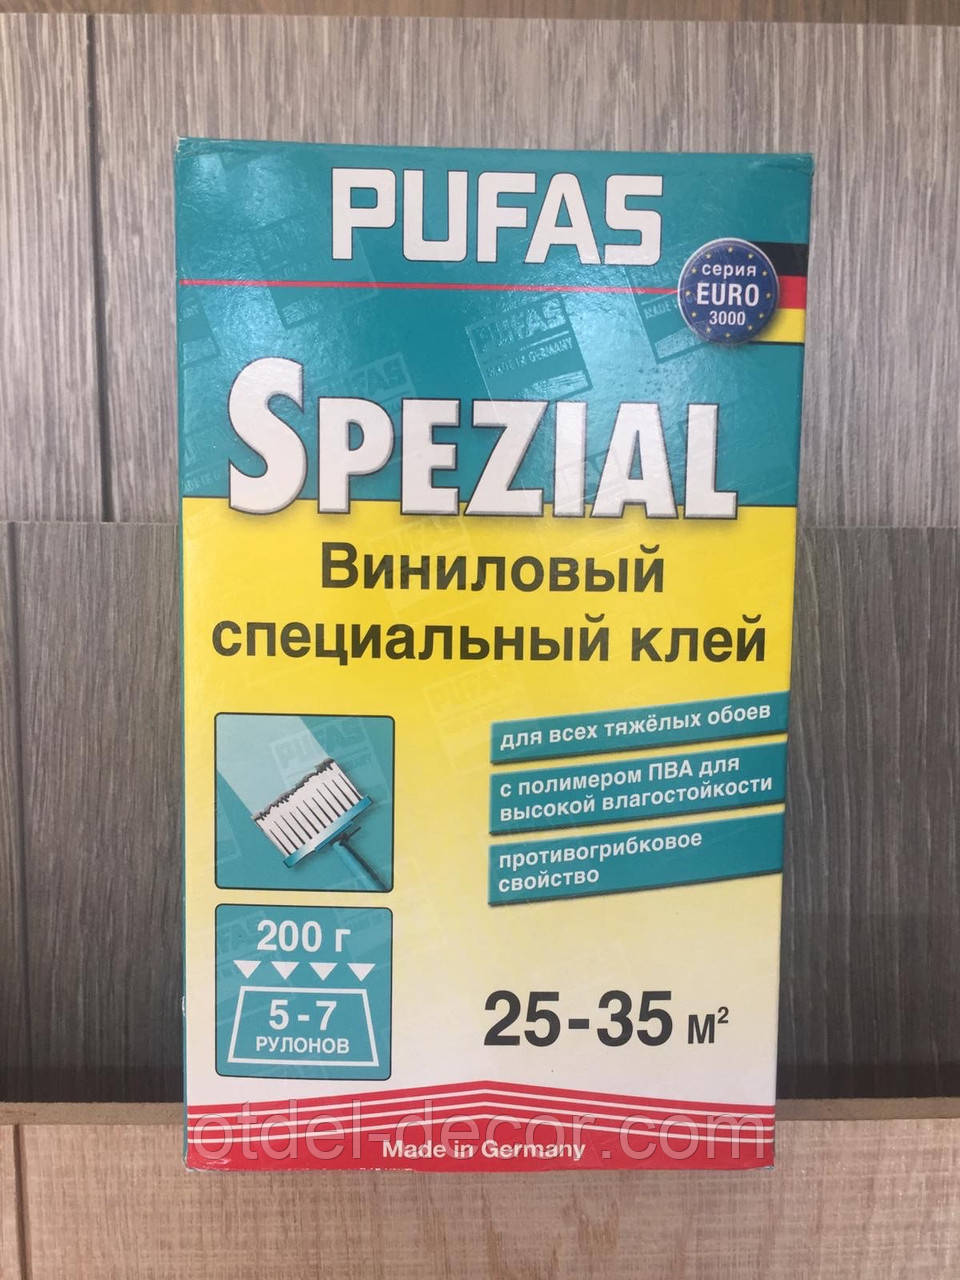 PUFAS
серия
EURO
3000
SPEZIAL
Виниловый
специальный клей
для всех тяжёлых обоев
с полимером ПВА для
высокой влагостойкости
противогрибковое
свойство
200 г
5 - 7
РУЛОНОВ
25-35 м²
Made in Germany
otdel-decor.com